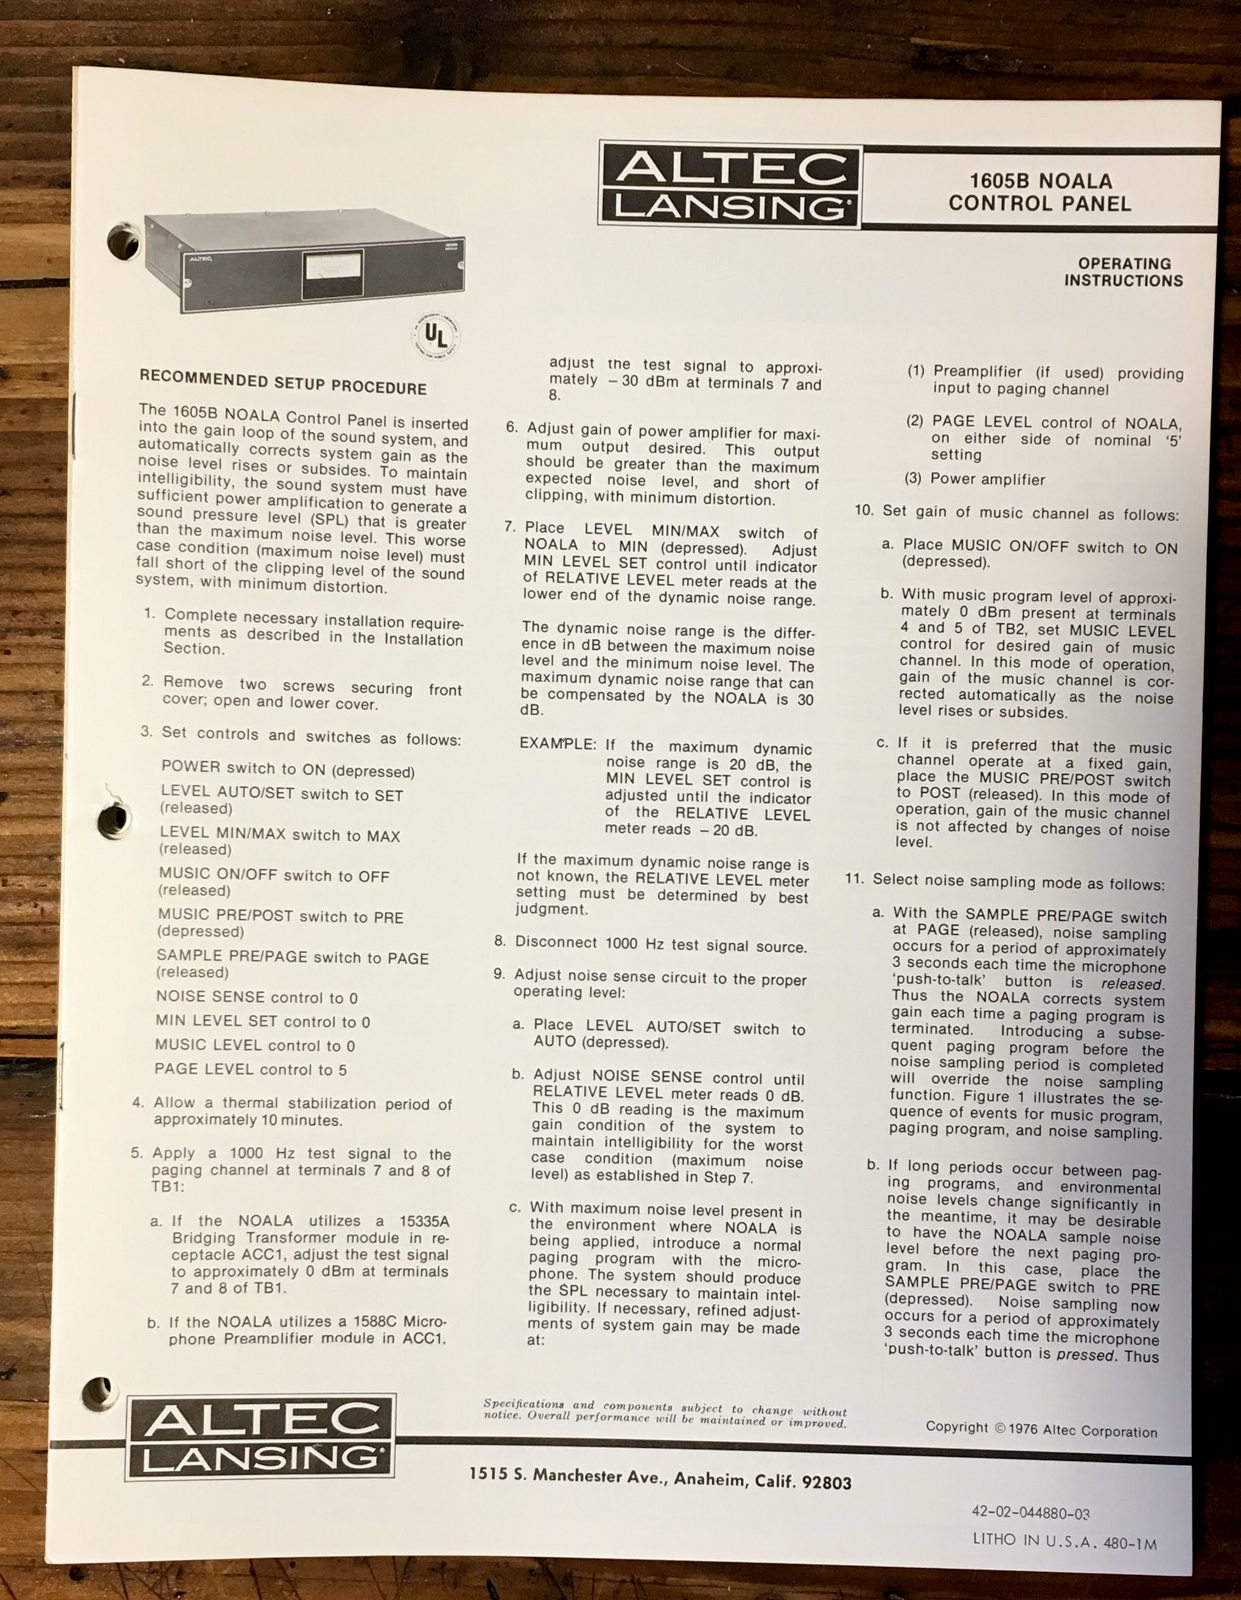 ALTEC
LANSING®
1605B NOALA
CONTROL PANEL
OPERATING
INSTRUCTIONS
ALTEC
UL
RECOMMENDED SETUP PROCEDURE
The 1605B NOALA Control Panel is inserted
into the gain loop of the sound system, and
automatically corrects system gain as the
noise level rises or subsides. To maintain
intelligibility, the sound system must have
sufficient power amplification to generate a
sound pressure level (SPL) that is greater
than the maximum noise level. This worse
case condition (maximum noise level) must
fall short of the clipping level of the sound
system, with minimum distortion.
1. Complete necessary installation require-
ments as described in the Installation
Section.
2. Remove two screws securing front
cover; open and lower cover.
3. Set controls and switches as follows:
POWER switch to ON (depressed)
LEVEL AUTO/SET switch to SET
(released)
LEVEL MIN/MAX switch to MAX
(released)
MUSIC ON/OFF switch to OFF
(released)
MUSIC PRE/POST switch to PRE
(depressed)
SAMPLE PRE/PAGE switch to PAGE
(released)
NOISE SENSE control to 0
MIN LEVEL SET control to 0
MUSIC LEVEL control to 0
PAGE LEVEL control to 5
4. Allow a thermal stabilization period of
approximately 10 minutes.
5. Apply a 1000 Hz test signal to the
paging channel at terminals 7 and 8 of
TB1:
a. If the NOALA utilizes a 15335A
Bridging Transformer module in re-
ceptacle ACC1, adjust the test signal
to approximately 0 dBm at terminals
7 and 8 of TB1.
b. If the NOALA utilizes a 1588C Micro-
phone Preamplifier module in ACC1,
adjust the test signal to approxi-
mately – 30 dBm at terminals 7 and
8.
6. Adjust gain of power amplifier for maxi-
mum output desired. This output
should be greater than the maximum
expected noise level, and short of
clipping, with minimum distortion.
7. Place LEVEL MIN/MAX switch of
NOALA to MIN (depressed). Adjust
MIN LEVEL SET control until indicator
of RELATIVE LEVEL meter reads at the
lower end of the dynamic noise range.
The dynamic noise range is the differ-
ence in dB between the maximum noise
level and the minimum noise level. The
maximum dynamic noise range that can
be compensated by the NOALA is 30
dB.
EXAMPLE: If the maximum dynamic
noise range is 20 dB, the
MIN LEVEL SET control is
adjusted until the indicator
of the RELATIVE LEVEL
meter reads – 20 dB.
If the maximum dynamic noise range is
not known, the RELATIVE LEVEL meter
setting must be determined by best
judgment.
8. Disconnect 1000 Hz test signal source.
9. Adjust noise sense circuit to the proper
operating level:
a. Place LEVEL AUTO/SET switch to
AUTO (depressed).
b. Adjust NOISE SENSE control until
RELATIVE LEVEL meter reads 0 dB.
This 0 dB reading is the maximum
gain condition of the system to
maintain intelligibility for the worst
case condition (maximum noise
level) as established in Step 7.
c. With maximum noise level present in
the environment where NOALA is
being applied, introduce a normal
paging program with the micro-
phone. The system should produce
the SPL necessary to maintain intel-
ligibility. If necessary, refined adjust-
ments of system gain may be made
at:
(1) Preamplifier (if used) providing
input to paging channel
(2) PAGE LEVEL control of NOALA,
on either side of nominal ‘5’
setting
(3) Power amplifier
10. Set gain of music channel as follows:
a. Place MUSIC ON/OFF switch to ON
(depressed).
b. With music program level of approxi-
mately 0 dBm present at terminals
4 and 5 of TB2, set MUSIC LEVEL
control for desired gain of music
channel. In this mode of operation,
gain of the music channel is cor-
rected automatically as the noise
level rises or subsides.
c. If it is preferred that the music
channel operate at a fixed gain,
place the MUSIC PRE/POST switch
to POST (released). In this mode of
operation, gain of the music channel
is not affected by changes of noise
level.
11. Select noise sampling mode as follows:
a. With the SAMPLE PRE/PAGE switch
at PAGE (released), noise sampling
occurs for a period of approximately
3 seconds each time the microphone
‘push-to-talk’ button is released.
Thus the NOALA corrects system
gain each time a paging program is
terminated. Introducing a subse-
quent paging program before the
noise sampling period is completed
will override the noise sampling
function. Figure 1 illustrates the se-
quence of events for music program,
paging program, and noise sampling.
b. If long periods occur between pag-
ing programs, and environmental
noise levels change significantly in
the meantime, it may be desirable
to have the NOALA sample noise
level before the next paging pro-
gram. In this case, place the
SAMPLE PRE/PAGE switch to PRE
(depressed). Noise sampling now
occurs for a period of approximately
3 seconds each time the microphone
‘push-to-talk’ button is pressed. Thus
ALTEC
LANSING®
Specifications and components subject to change without
notice. Overall performance will be maintained or improved.
Copyright © 1976 Altec Corporation
1515 S. Manchester Ave., Anaheim, Calif. 92803
42-02-044880-03
LITHO IN U.S.A. 480-1M